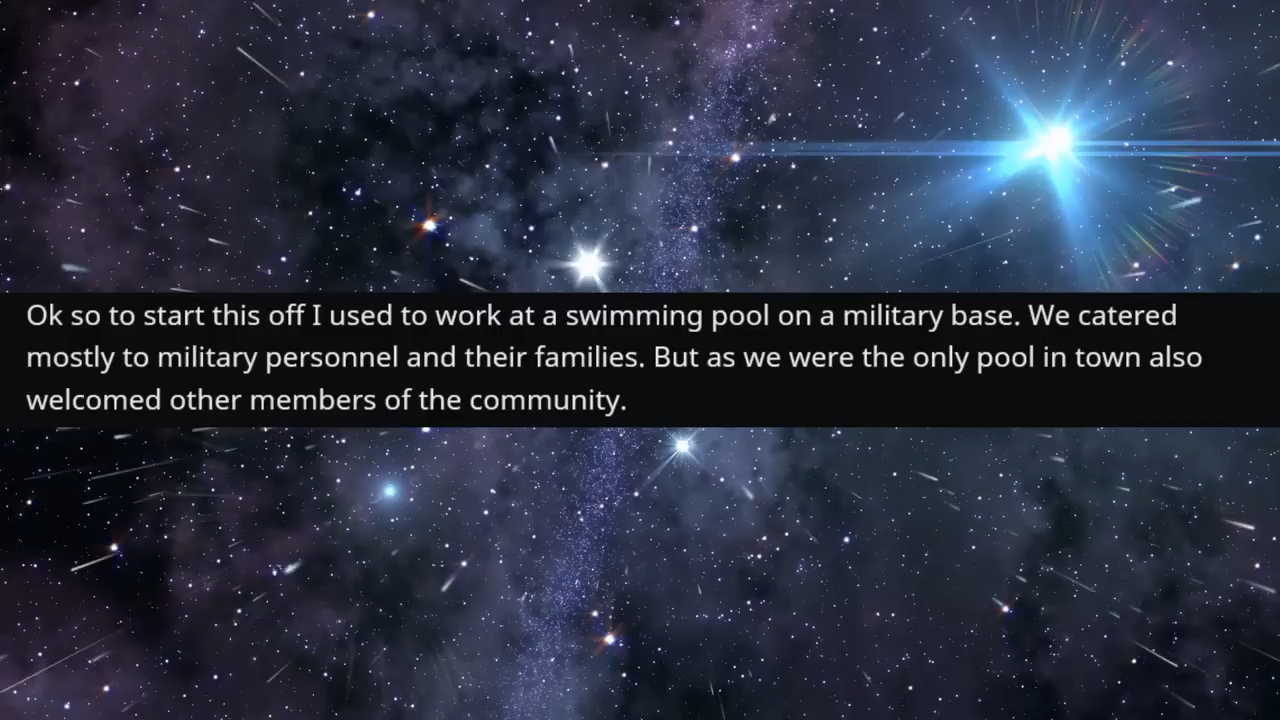 Ok so to start this off I used to work at a swimming pool on a military base. We catered
mostly to military personnel and their families. But as we were the only pool in town also
welcomed other members of the community.